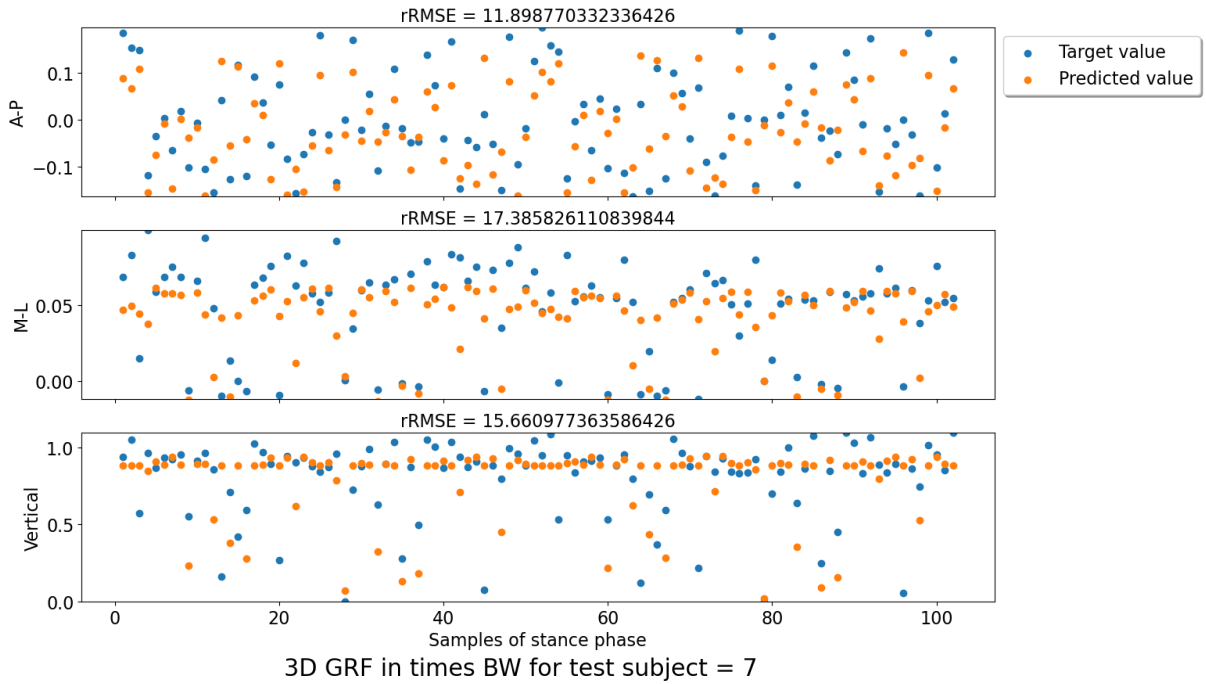 rRMSE = 11.898770332336426
Target value
Predicted value
A-P
0.1
0.0
−0.1
rRMSE = 17.385826110839844
M-L
0.05
0.00
rRMSE = 15.660977363586426
Vertical
1.0
0.5
0.0
0 20 40 60 80 100
Samples of stance phase
3D GRF in times BW for test subject = 7